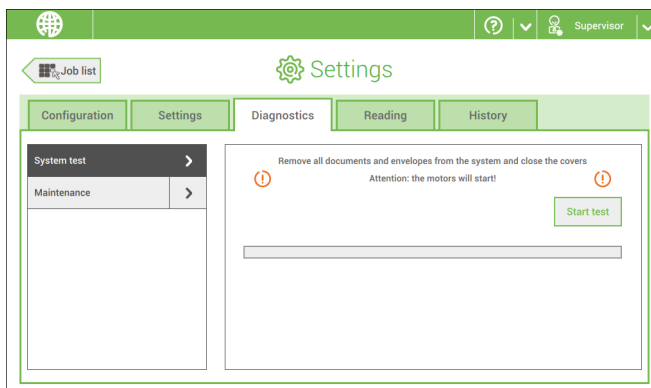 Supervisor
Job list
Settings
Configuration
Settings
Diagnostics
Reading
History
System test
Maintenance
Remove all documents and envelopes from the system and close the covers
Attention: the motors will start!
Start test